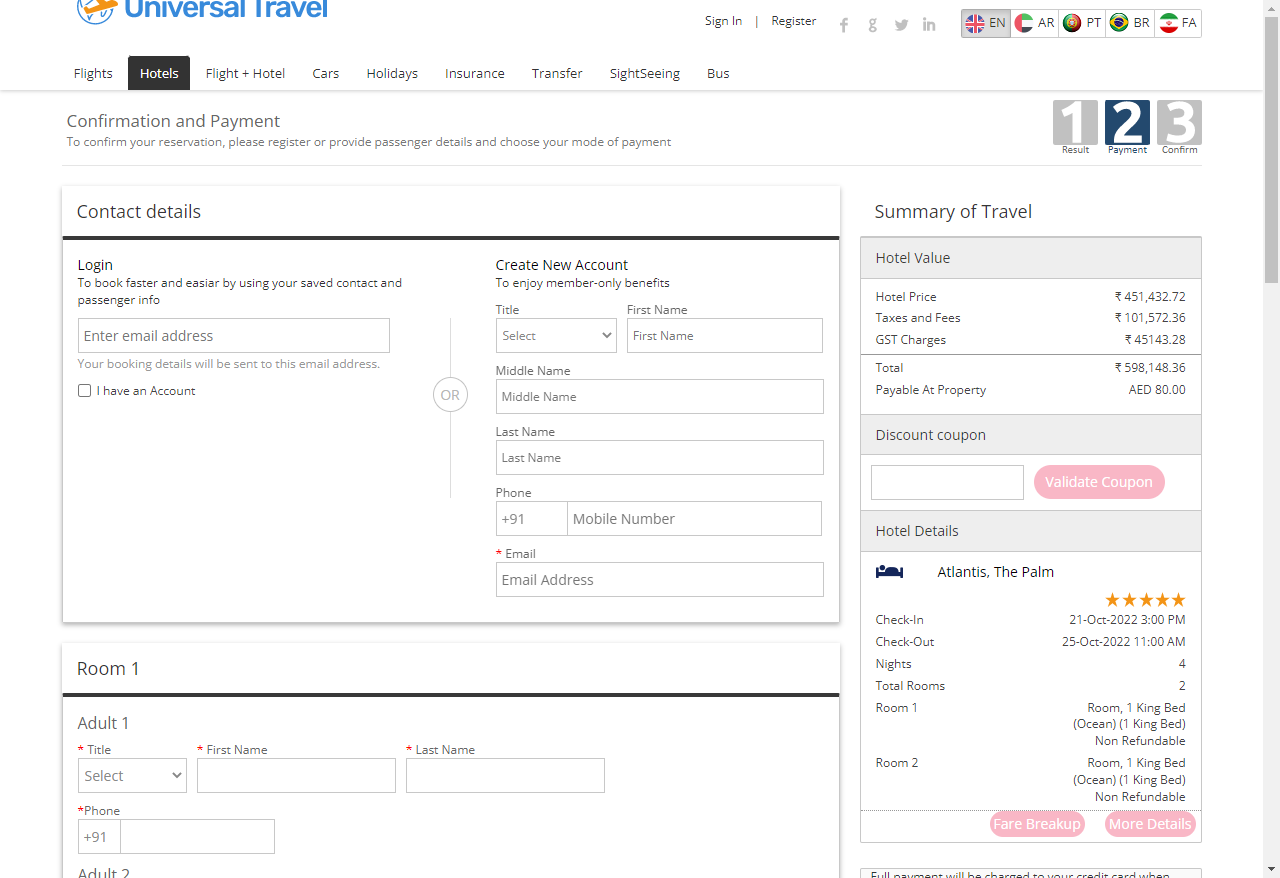 Universal Travel
Sign In | Register
EN AR PT BR FA
Flights Hotels Flight + Hotel Cars Holidays Insurance Transfer SightSeeing Bus
Confirmation and Payment
To confirm your reservation, please register or provide passenger details and choose your mode of payment
1 2 3
Result Payment Confirm
Contact details
Login
To book faster and easiar by using your saved contact and
passenger info
Enter email address
Your booking details will be sent to this email address.
I have an Account
OR
Create New Account
To enjoy member-only benefits
Title First Name
Select First Name
Middle Name
Middle Name
Last Name
Last Name
Phone
+91 Mobile Number
* Email
Email Address
Room 1
Adult 1
* Title * First Name * Last Name
Select
*Phone
+91
Adult 2
Summary of Travel
Hotel Value
Hotel Price ₹ 451,432.72
Taxes and Fees ₹ 101,572.36
GST Charges ₹ 45143.28
Total ₹ 598,148.36
Payable At Property AED 80.00
Discount coupon
Validate Coupon
Hotel Details
Atlantis, The Palm
Check-In 21-Oct-2022 3:00 PM
Check-Out 25-Oct-2022 11:00 AM
Nights 4
Total Rooms 2
Room 1 Room, 1 King Bed
(Ocean) (1 King Bed)
Non Refundable
Room 2 Room, 1 King Bed
(Ocean) (1 King Bed)
Non Refundable
Fare Breakup More Details
Full payment will be charged to your credit card when